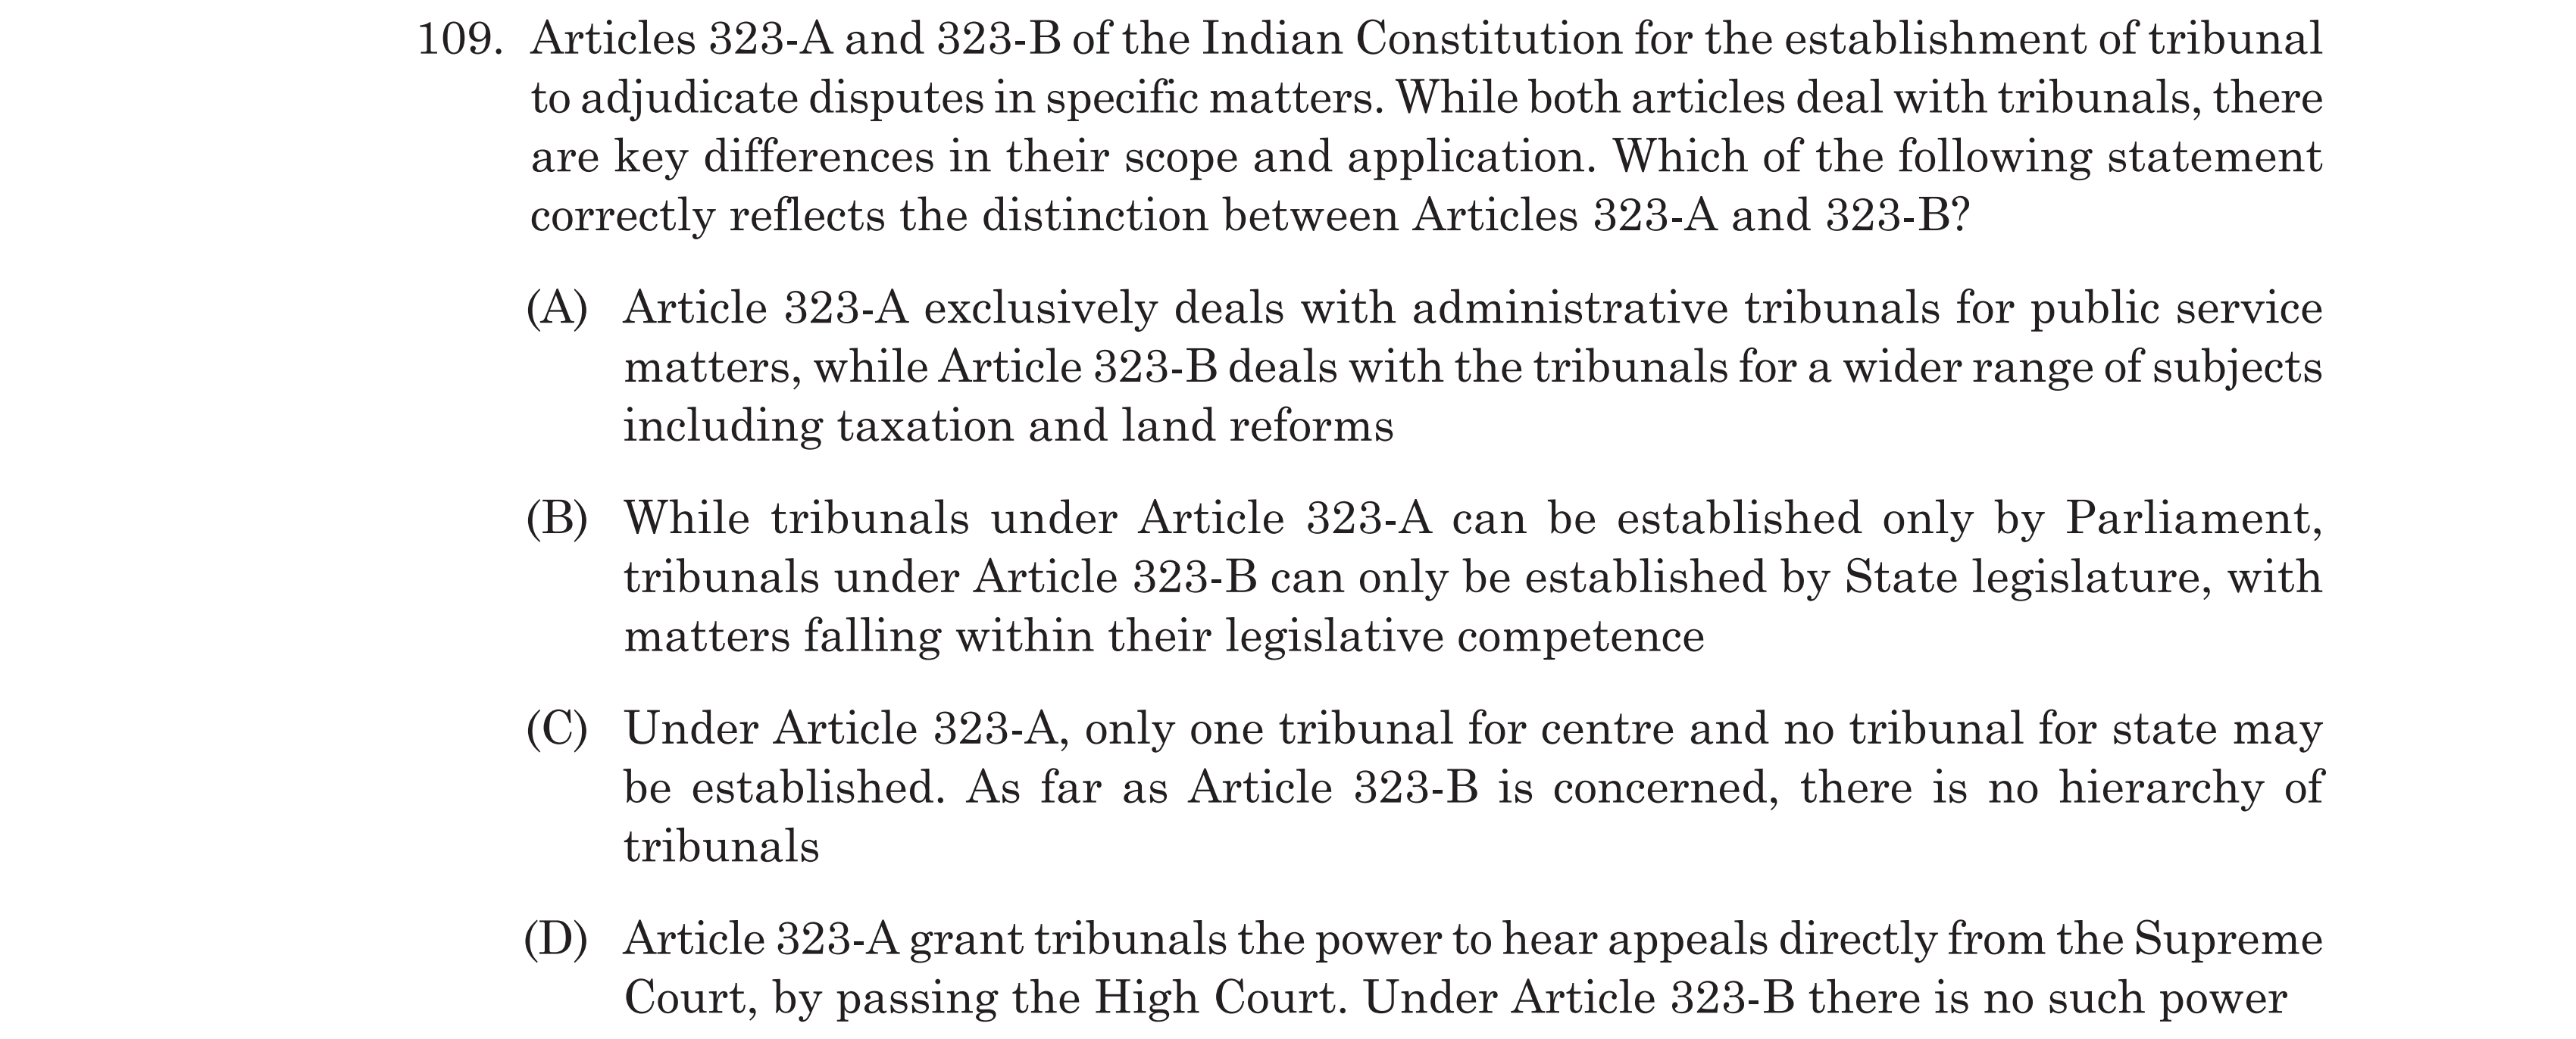 109. Articles 323-A and 323-B of the Indian Constitution for the establishment of tribunal
to adjudicate disputes in specific matters. While both articles deal with tribunals, there
are key differences in their scope and application. Which of the following statement
correctly reflects the distinction between Articles 323-A and 323-B?
(A) Article 323-A exclusively deals with administrative tribunals for public service
matters, while Article 323-B deals with the tribunals for a wider range of subjects
including taxation and land reforms
(B) While tribunals under Article 323-A can be established only by Parliament,
tribunals under Article 323-B can only be established by State legislature, with
matters falling within their legislative competence
(C) Under Article 323-A, only one tribunal for centre and no tribunal for state may
be established. As far as Article 323-B is concerned, there is no hierarchy of
tribunals
(D) Article 323-A grant tribunals the power to hear appeals directly from the Supreme
Court, by passing the High Court. Under Article 323-B there is no such power